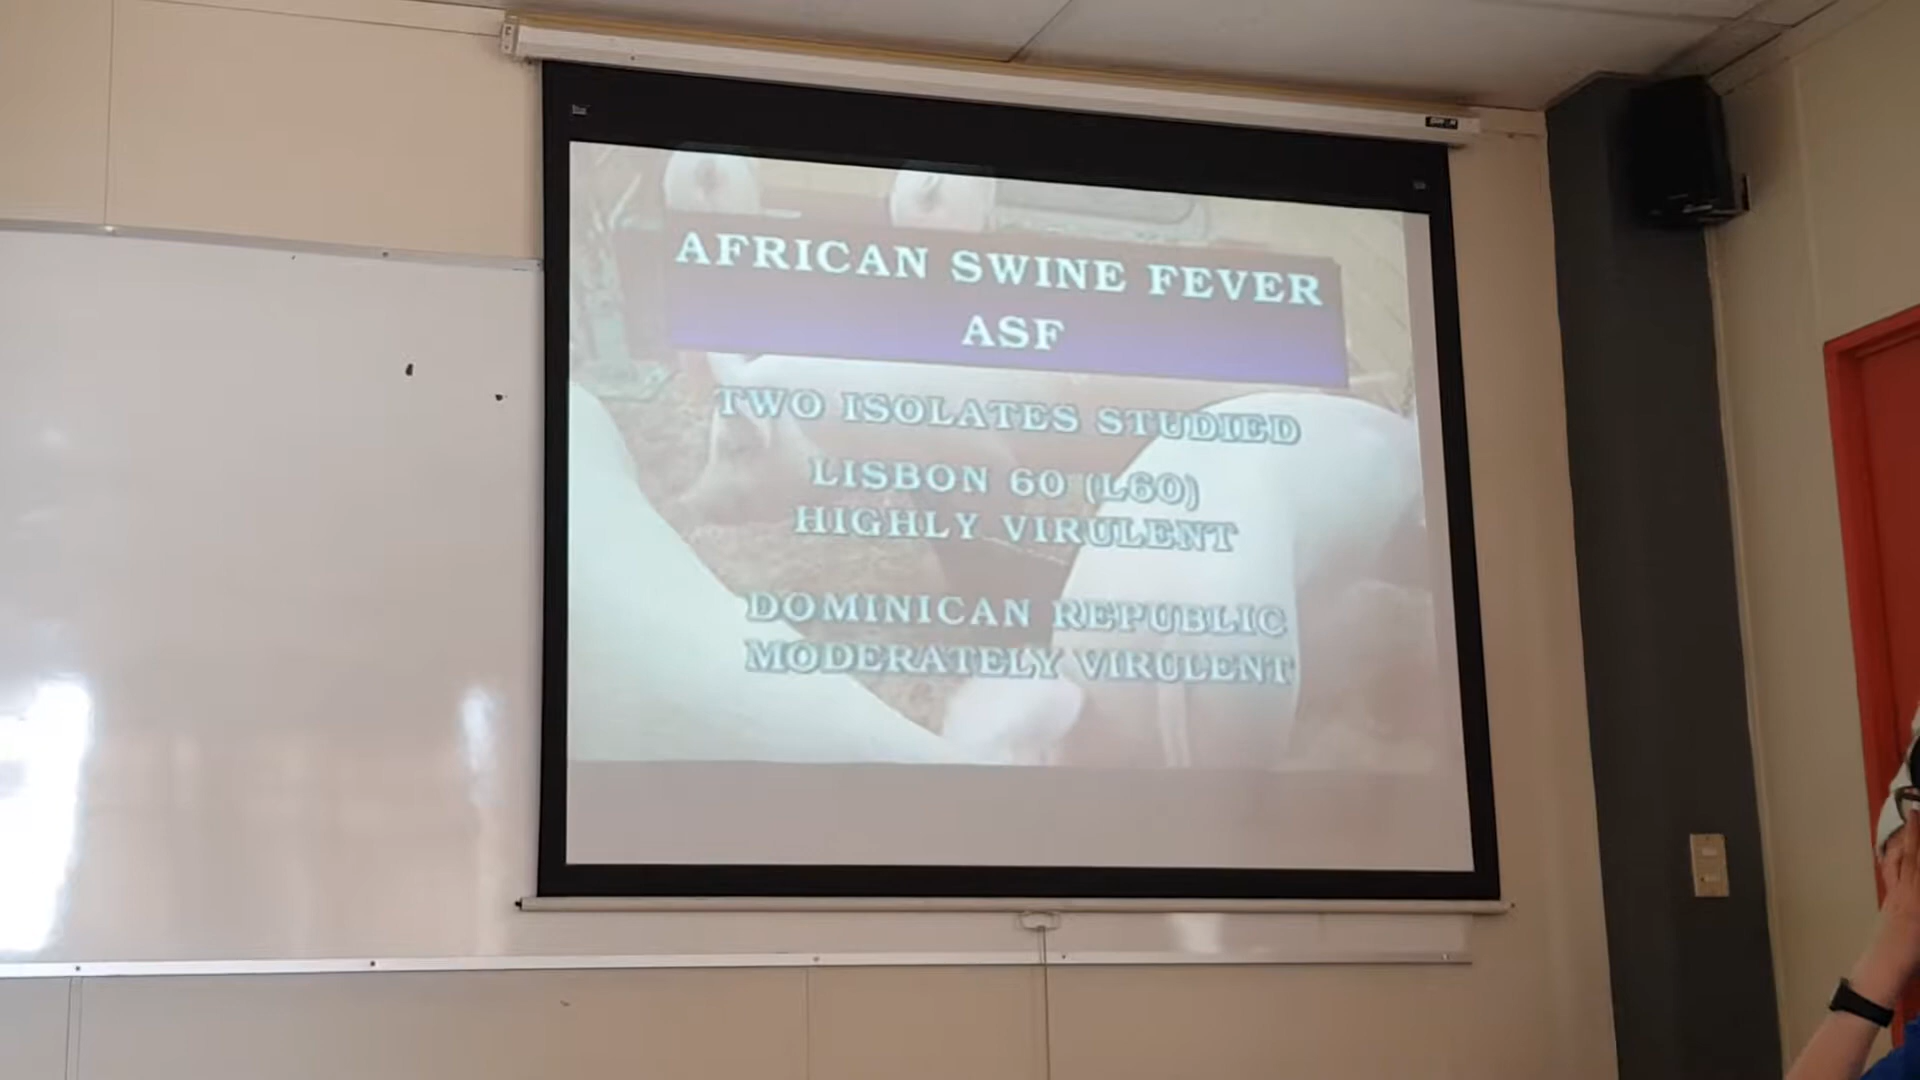 AFRICAN SWINE FEVER
ASF
TWO ISOLATES STUDIED
LISBON 60 (L60)
HIGHLY VIRULENT
DOMINICAN REPUBLIC
MODERATELY VIRULENT